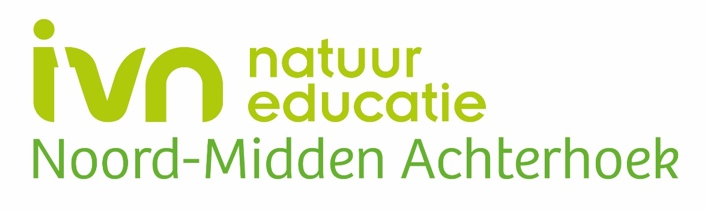 ivn natuur
educatie
Noord-Midden Achterhoek